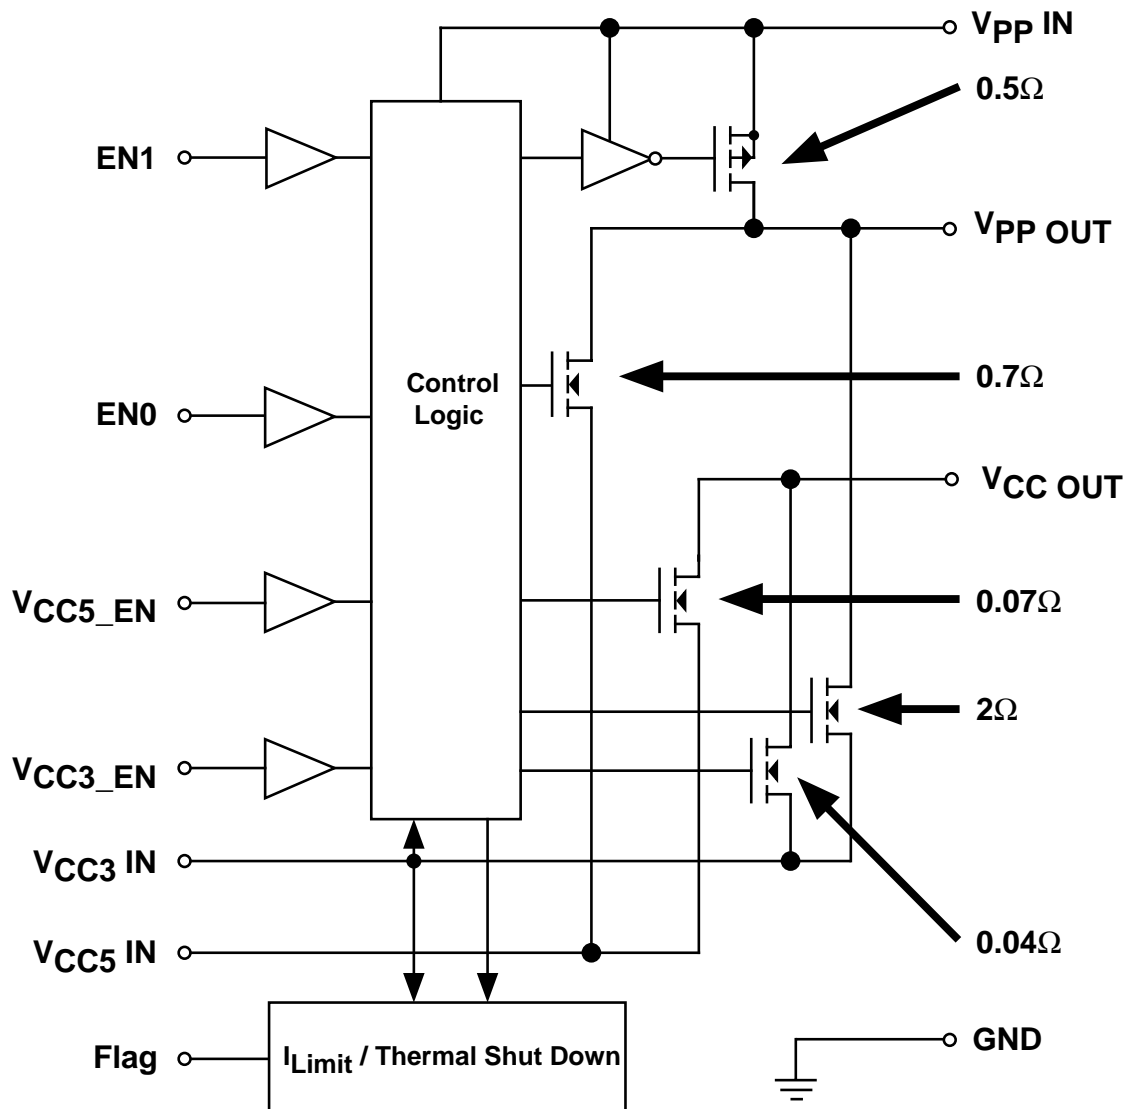 VPP IN
0.5Ω
EN1
VPP OUT
0.7Ω
Control
Logic
EN0
VCC OUT
VCC5_EN
0.07Ω
2Ω
VCC3_EN
VCC3 IN
0.04Ω
VCC5 IN
Flag
ILimit / Thermal Shut Down
GND